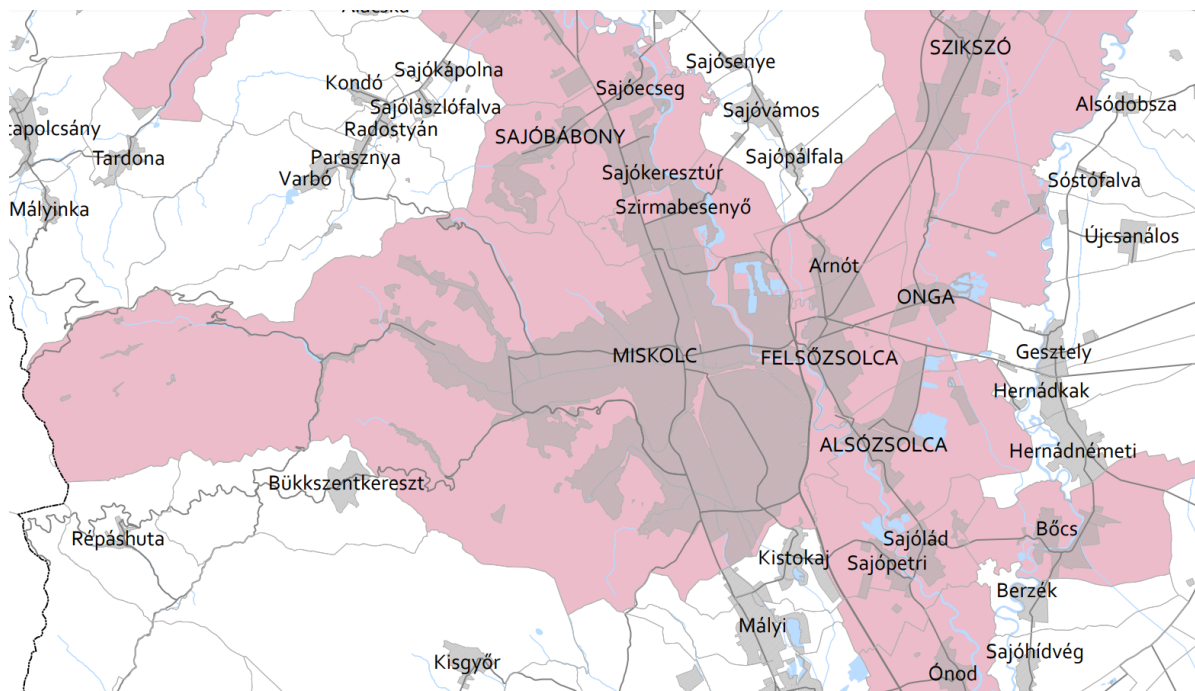 SZIKSZÓ
Sajósenye
Sajókápolna
Kondó
Sajóecseg
Sajólászlófalva
Sajóvámos
Alsódobsza
Radostyán
SAJÓBÁBONY
Tardona
Parasznya
Sajópálfala
Varbó
Sajókeresztúr
Sóstófalva
Mályinka
Szirmabesenyő
Újcsanálos
Arnót
ONGA
MISKOLC
FELSŐZSOLCA
Gesztely
Hernádkak
ALSÓZSOLCA
Hernádnémeti
Bükkszentkereszt
Répáshuta
Sajólád
Bőcs
Kistokaj
Sajópetri
Berzék
Mályi
Sajóhídvég
Kisgyőr
Ónod